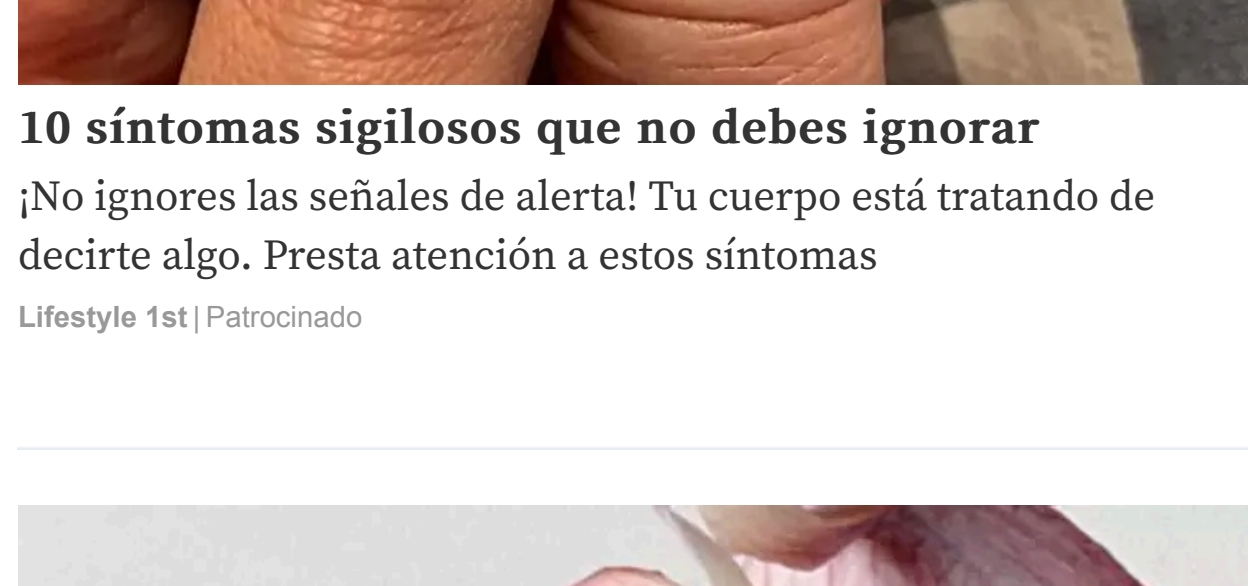 10 síntomas sigilosos que no debes ignorar
¡No ignores las señales de alerta! Tu cuerpo está tratando de
decirte algo. Presta atención a estos síntomas
Lifestyle 1st | Patrocinado